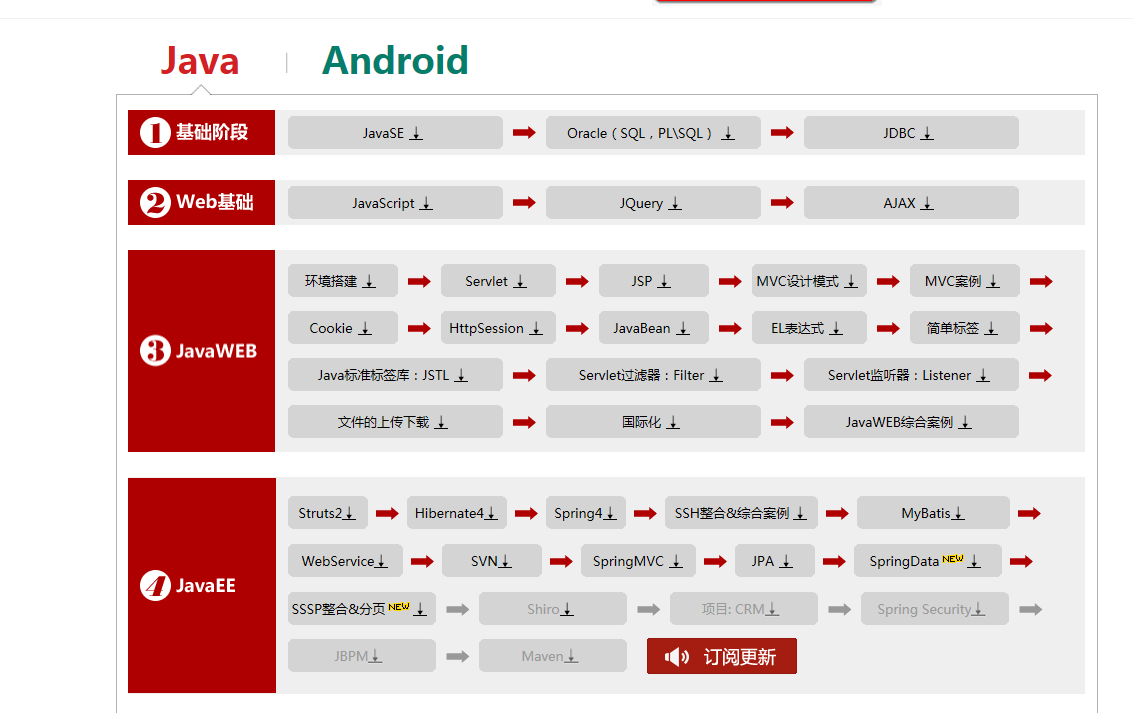 Java | Android
1 基础阶段 JavaSE ↓ Oracle（SQL，PL\SQL） ↓ JDBC ↓
2 Web基础 JavaScript ↓ JQuery ↓ AJAX ↓
环境搭建 ↓ Servlet ↓ JSP ↓ MVC设计模式 ↓ MVC案例 ↓
Cookie ↓ HttpSession ↓ JavaBean ↓ EL表达式 ↓ 简单标签 ↓
3 JavaWEB
Java标准标签库：JSTL ↓ Servlet过滤器：Filter ↓ Servlet监听器：Listener ↓
文件的上传下载 ↓ 国际化 ↓ JavaWEB综合案例 ↓
Struts2↓ Hibernate4↓ Spring4↓ SSH整合&综合案例 ↓ MyBatis↓
WebService↓ SVN↓ SpringMVC ↓ JPA ↓ SpringData NEW ↓
4 JavaEE
SSSP整合&分页 NEW ↓ Shiro↓ 项目: CRM↓ Spring Security↓
JBPM↓ Maven↓ 订阅更新